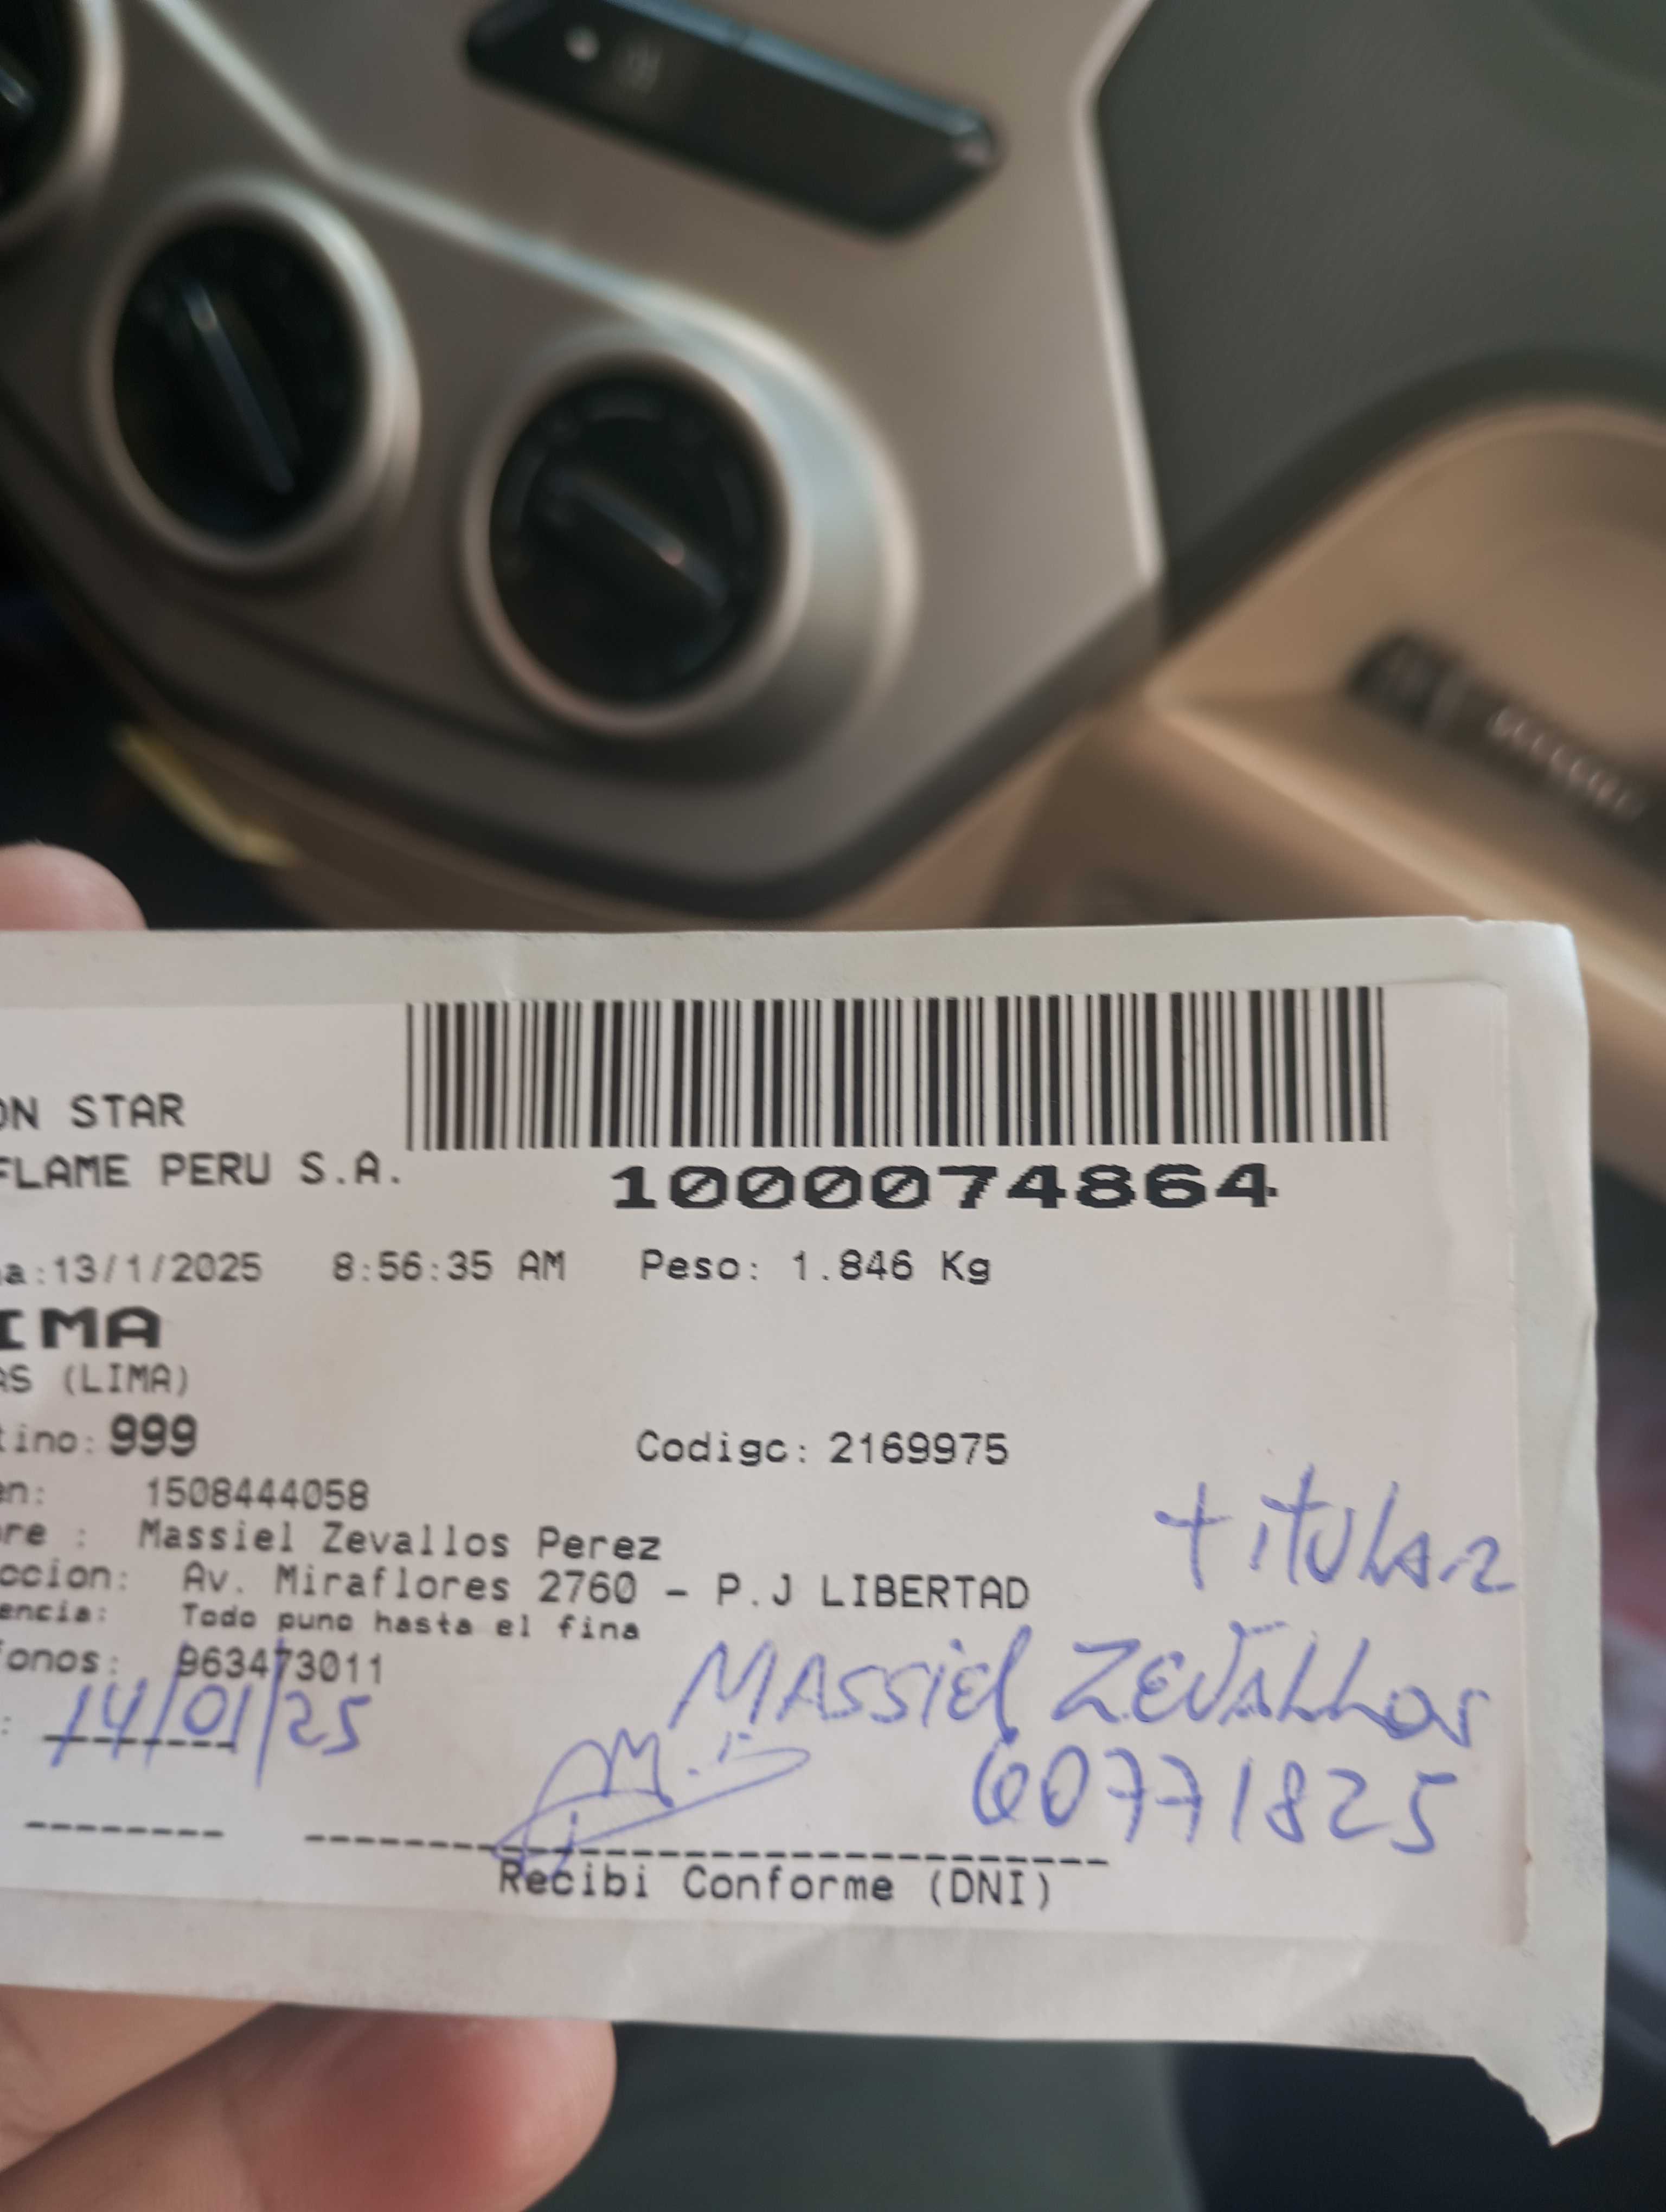 ON STAR
FLAME PERU S.A.
1000074864
a:13/1/2025 8:56:35 AM Peso: 1.846 Kg
IMA
AS (LIMA)
tino: 999 Codigo: 2169975
en: 1508444058
titular
re : Massiel Zevallos Perez
ccion: Av. Miraflores 2760 - P.J LIBERTAD
encia: Todo puno hasta el fina
onos: 963473011
MAssiel ZEVALLos
: 14/01/25
60771825
Recibi Conforme (DNI)